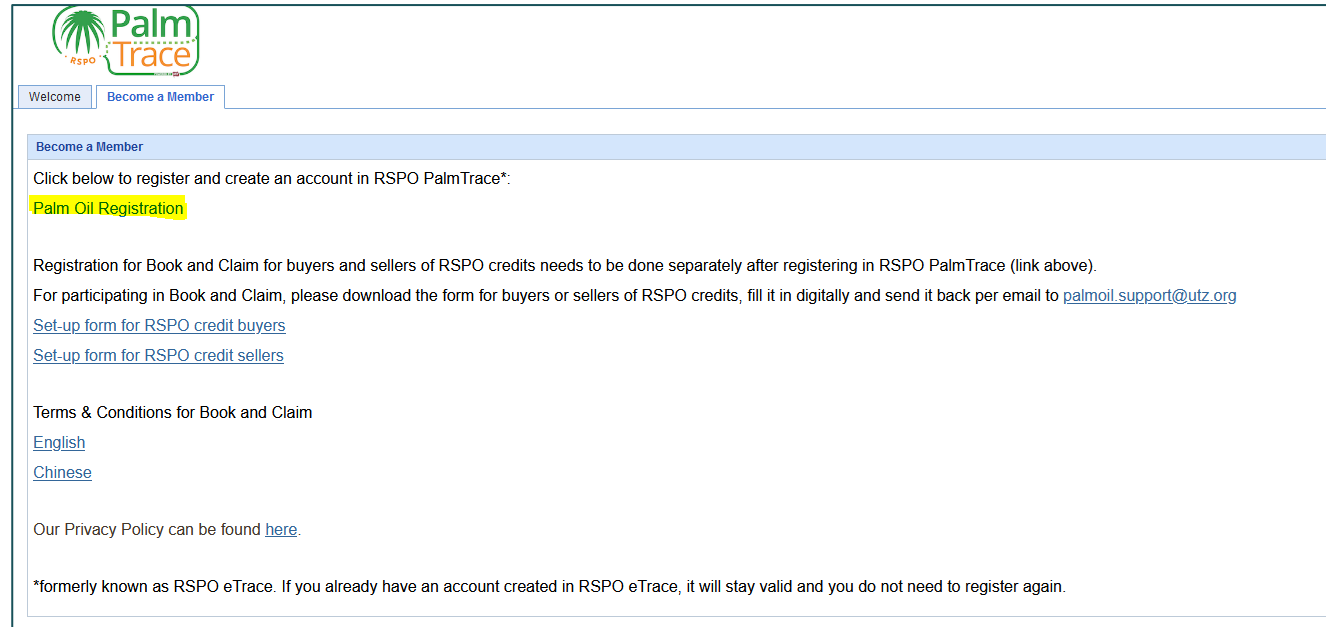 Palm
Trace
RSPO
Welcome
Become a Member
Become a Member
Click below to register and create an account in RSPO PalmTrace*:
Palm Oil Registration
Registration for Book and Claim for buyers and sellers of RSPO credits needs to be done separately after registering in RSPO PalmTrace (link above).
For participating in Book and Claim, please download the form for buyers or sellers of RSPO credits, fill it in digitally and send it back per email to palmoil.support@utz.org
Set-up form for RSPO credit buyers
Set-up form for RSPO credit sellers
Terms & Conditions for Book and Claim
English
Chinese
Our Privacy Policy can be found here.
*formerly known as RSPO eTrace. If you already have an account created in RSPO eTrace, it will stay valid and you do not need to register again.